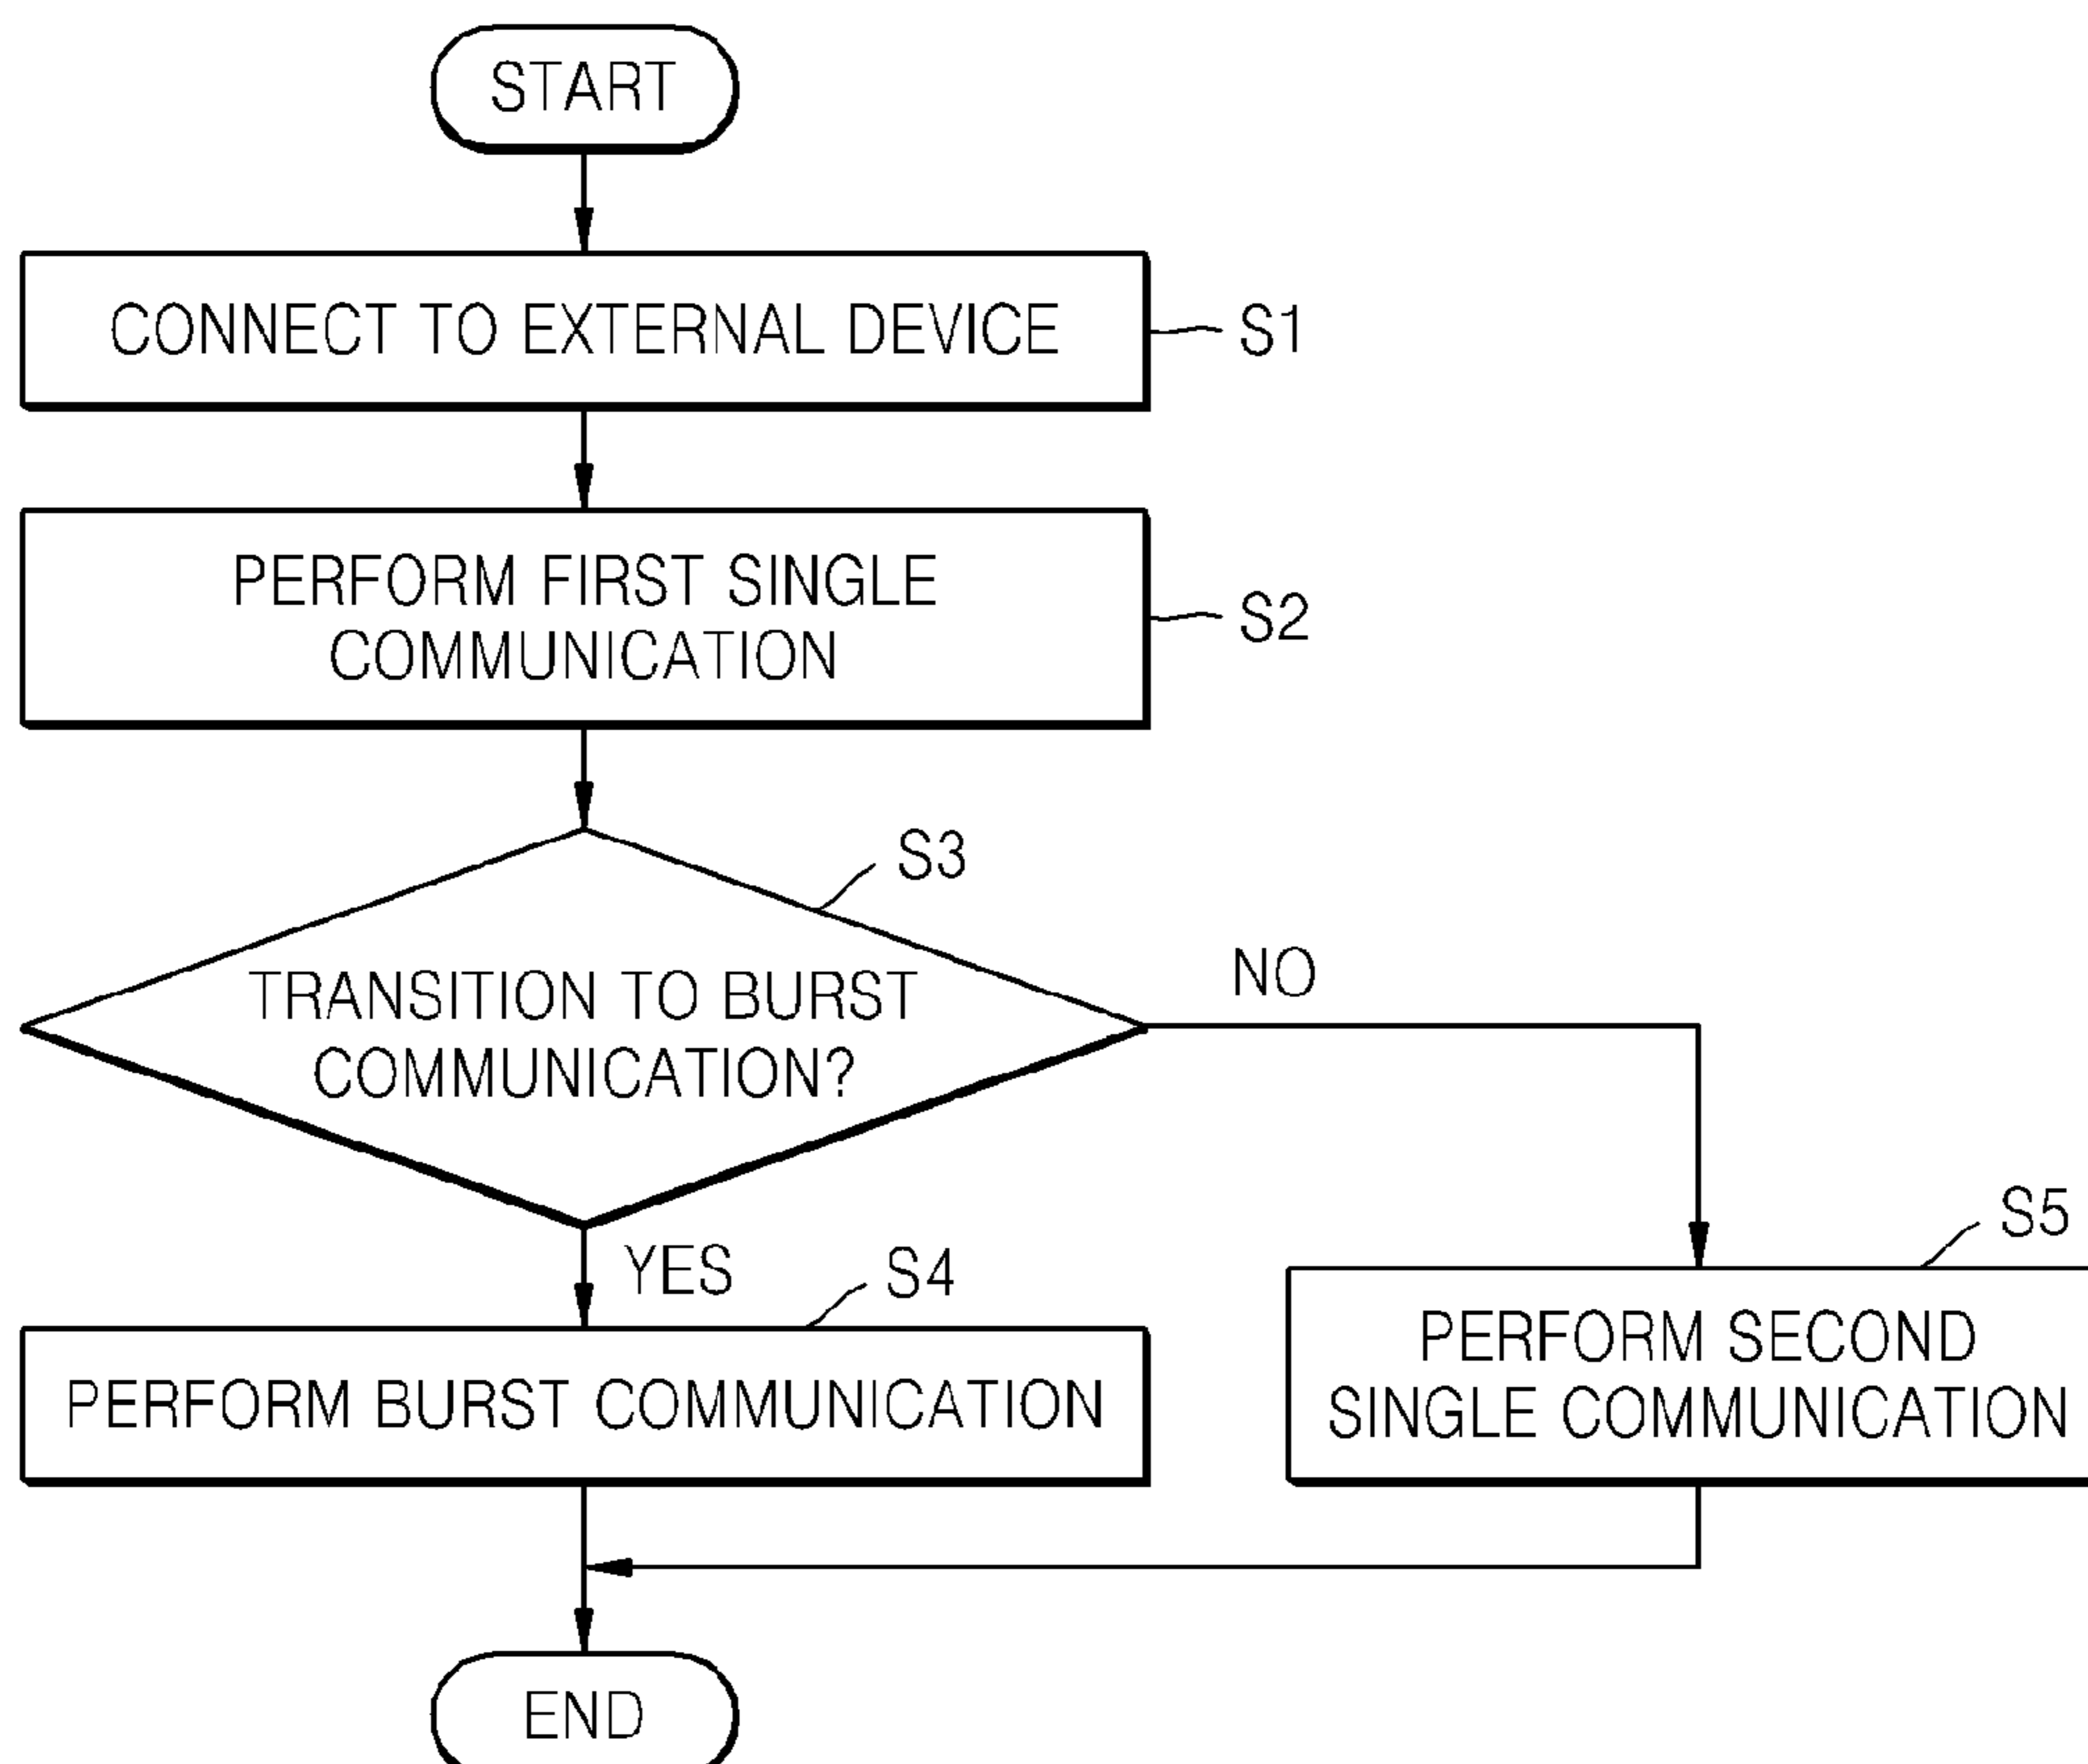 START
CONNECT TO EXTERNAL DEVICE
S1
PERFORM FIRST SINGLE
COMMUNICATION
S2
S3
TRANSITION TO BURST
COMMUNICATION?
NO
YES
S4
S5
PERFORM BURST COMMUNICATION
PERFORM SECOND
SINGLE COMMUNICATION
END